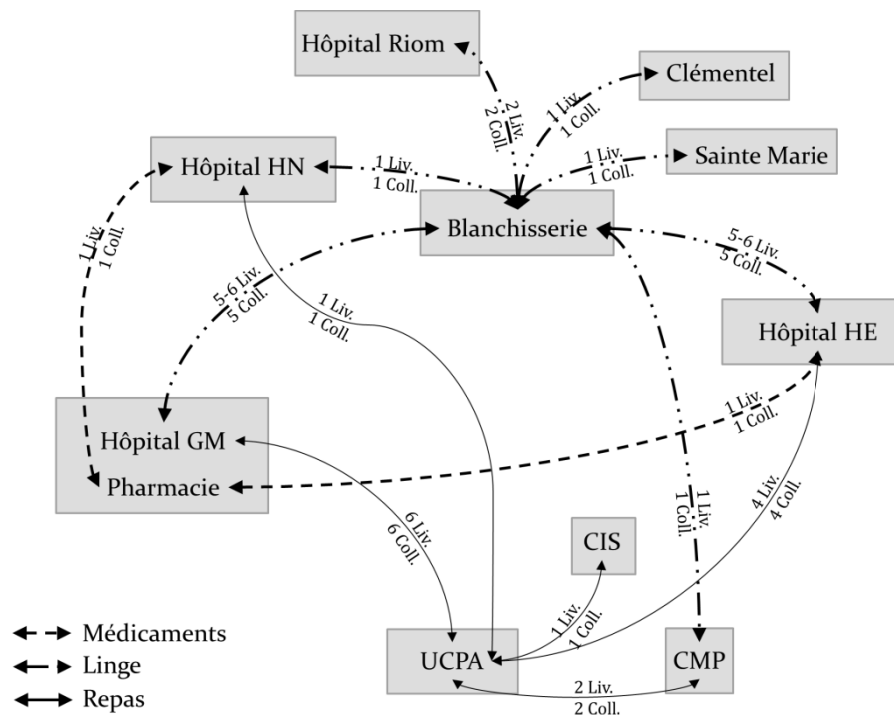 Hôpital Riom
Clémentel
2 Liv.
2 Coll.
1 Liv.
1 Coll.
Sainte Marie
1 Liv.
1 Coll.
Hôpital HN
1 Liv.
1 Coll.
Blanchisserie
1 Liv.
1 Coll.
5-6 Liv.
5 Coll.
5-6 Liv.
5 Coll.
1 Liv.
1 Coll.
Hôpital HE
Hôpital GM
Pharmacie
1 Liv.
1 Coll.
1 Liv.
1 Coll.
4 Liv.
4 Coll.
6 Liv.
6 Coll.
CIS
1 Liv.
1 Coll.
Médicaments
Linge
Repas
UCPA
CMP
2 Liv.
2 Coll.